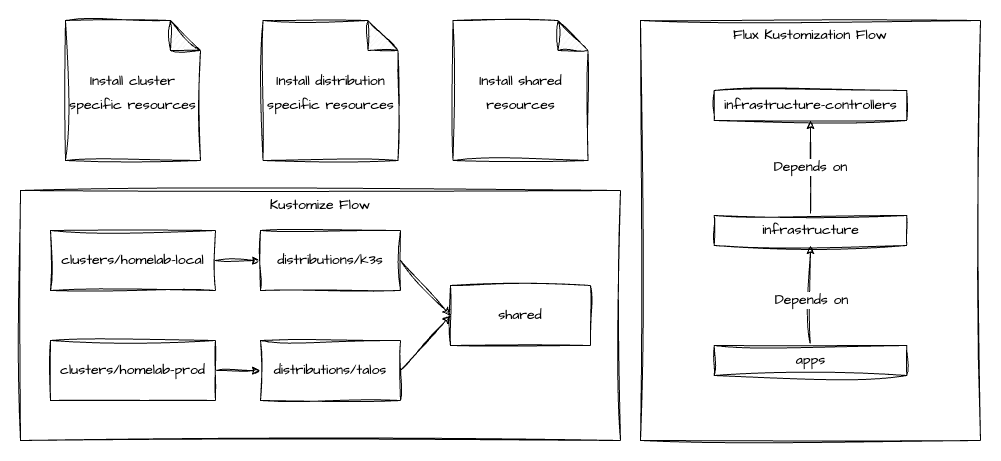 Install cluster
specific resources
Install distribution
specific resources
Install shared
resources
Kustomize Flow
clusters/homelab-local
distributions/k3s
shared
clusters/homelab-prod
distributions/talos
Flux Kustomization Flow
infrastructure-controllers
Depends on
infrastructure
Depends on
apps